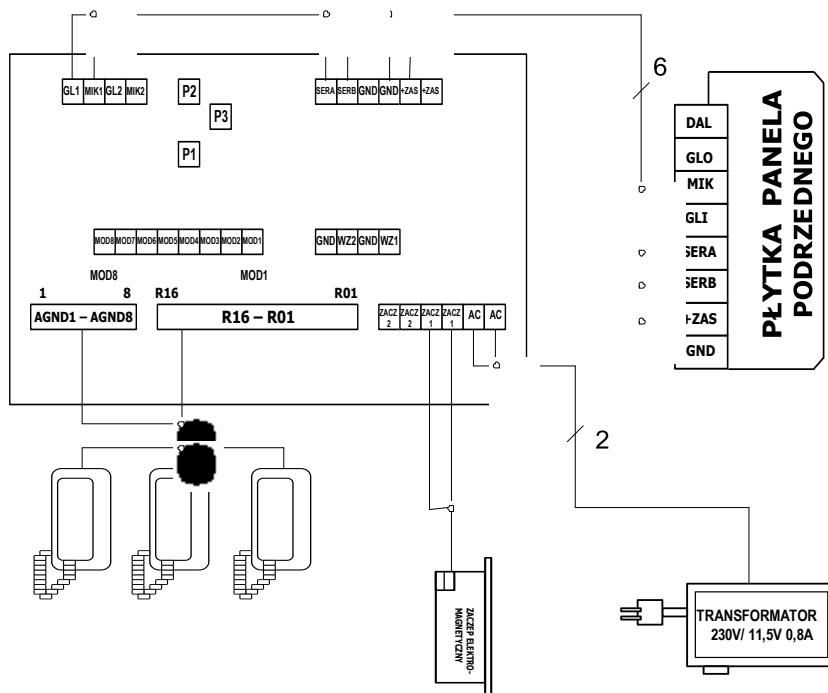 GL1 MIK1 GL2 MIK2
P2
P3
P1
SERA SERB GND GND +ZAS +ZAS
6
DAL
GLO
MIK
GLI
SERA
SERB
+ZAS
GND
PŁYTKA PANELA
PODRZEDNEGO
MOD8 MOD7 MOD6 MOD5 MOD4 MOD3 MOD2 MOD1
GND WZ2 GND WZ1
MOD8 MOD1
1 8 R16 R01
AGND1 – AGND8
R16 – R01
ZACZ 2 ZACZ 2 ZACZ 1 ZACZ 1 AC AC
2
ZACZEP ELEKTRO-
MAGNETYCZNY
TRANSFORMATOR
230V/ 11,5V 0,8A